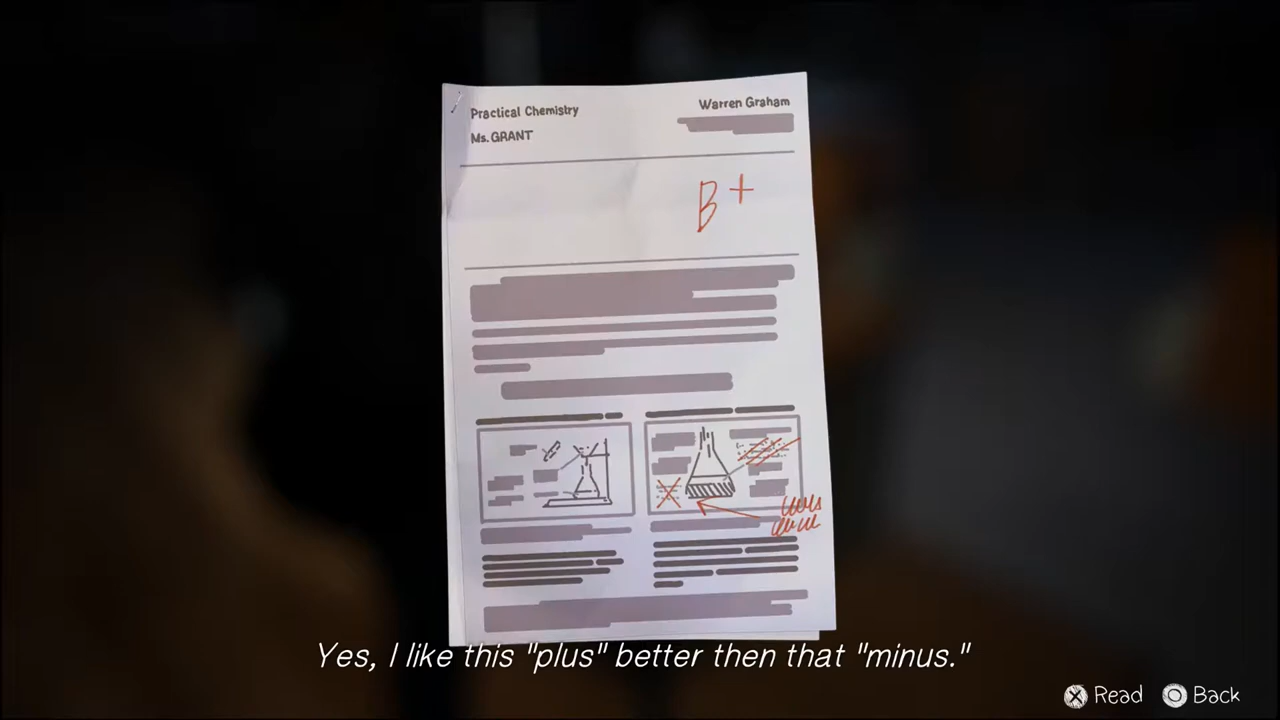 Practical Chemistry
Warren Graham
Ms. GRANT
B+
Yes, I like this "plus" better then that "minus."
Read
Back